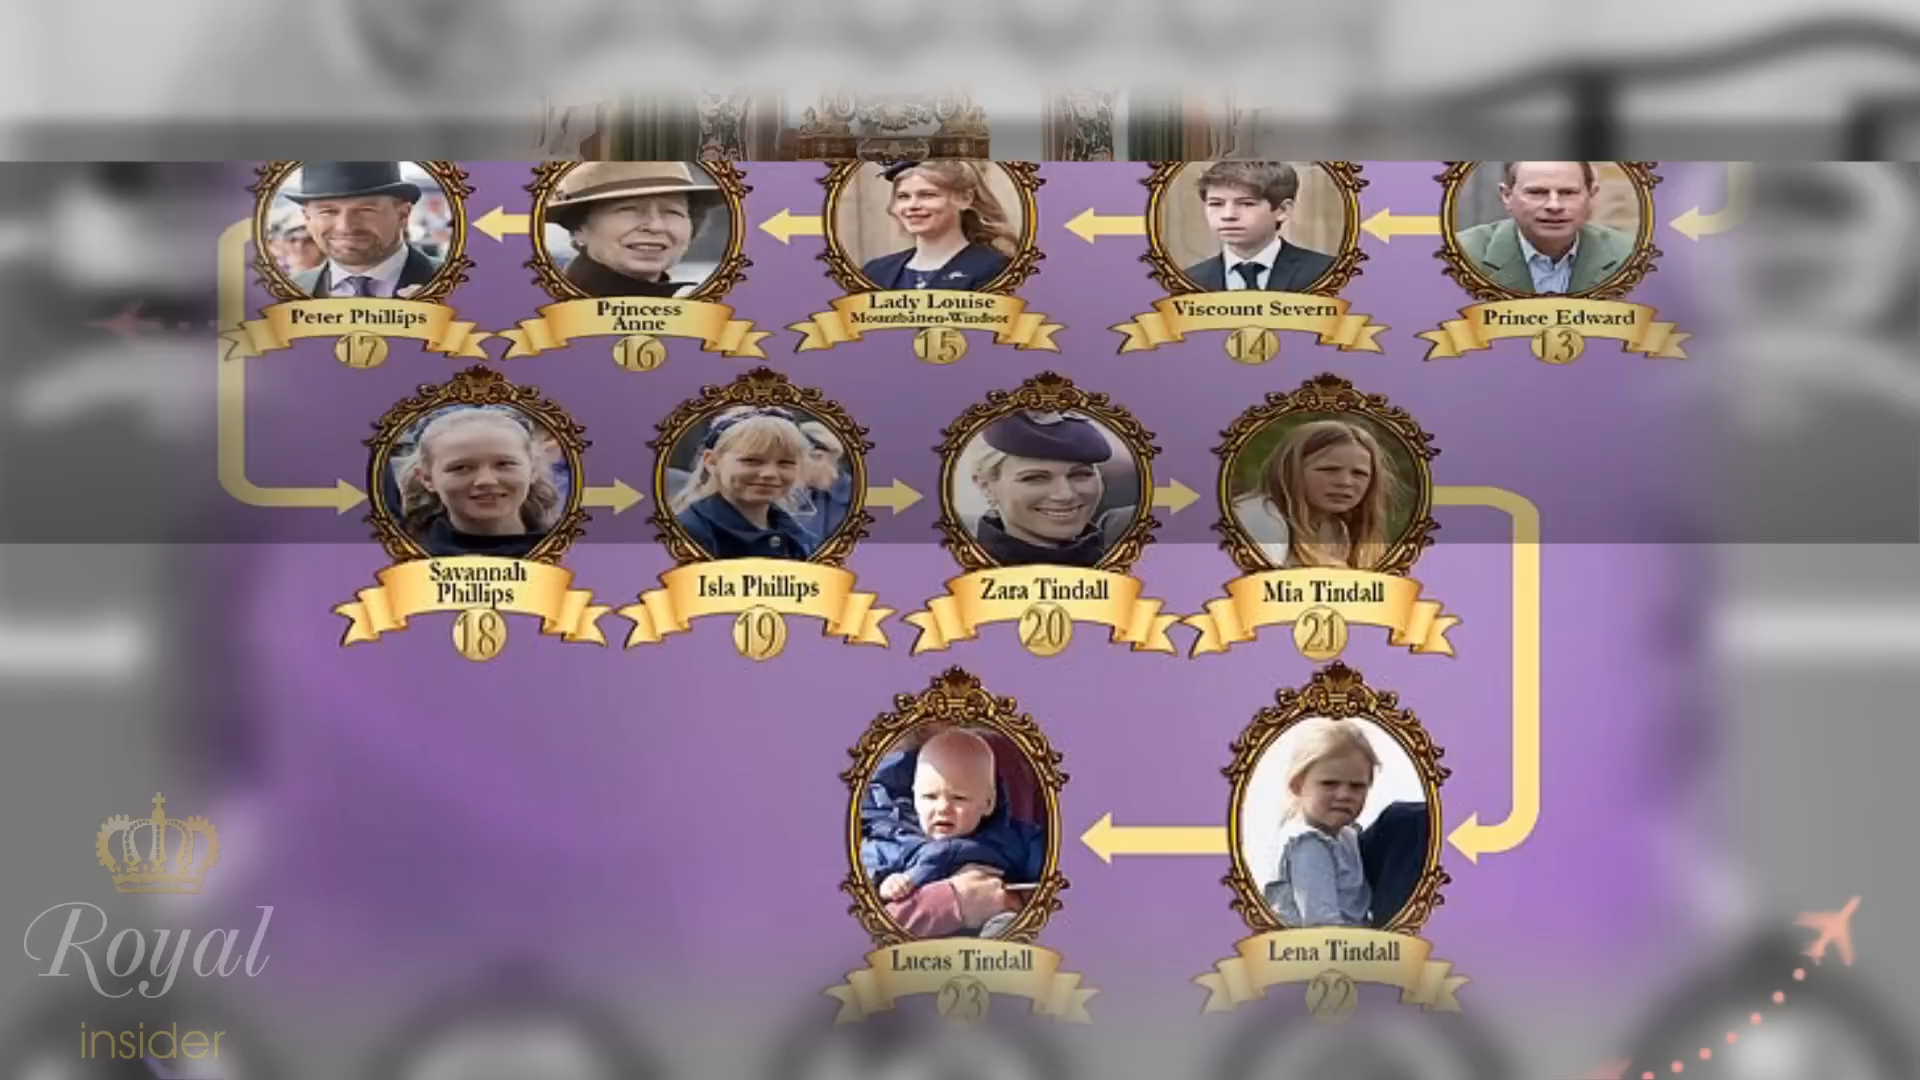 Peter Phillips
17
Princess
Anne
16
Lady Louise
Mountbatten-Windsor
15
Viscount Severn
14
Prince Edward
13
Savannah
Phillips
18
Isla Phillips
19
Zara Tindall
20
Mia Tindall
21
Lucas Tindall
23
Lena Tindall
22
Royal
insider